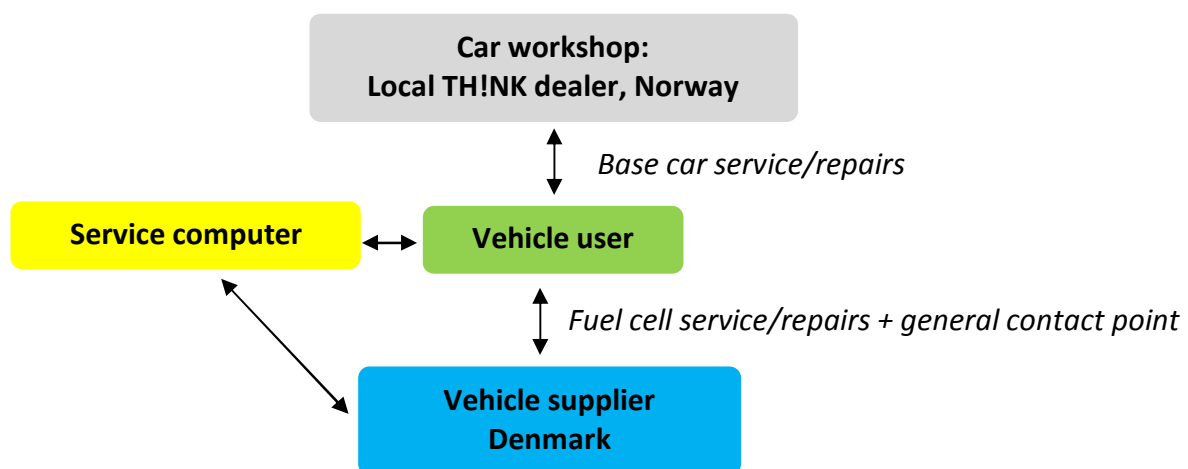 Car workshop:
Local TH!NK dealer, Norway
Base car service/repairs
Service computer
Vehicle user
Fuel cell service/repairs + general contact point
Vehicle supplier
Denmark